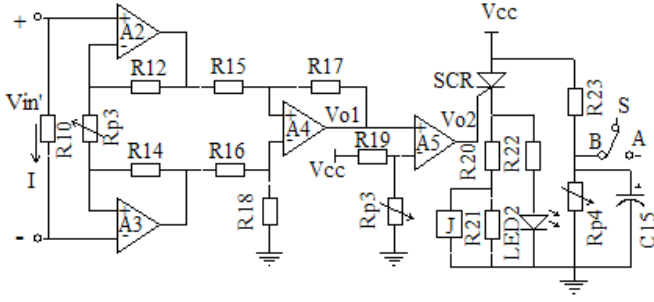 Vcc
+
+
A2
-
SCR
R12
R15
R17
R23
S
Vin'
R10
Rp3
+
A4
-
Vo1
+
A5
-
Vo2
B
A
-
R19
Vcc
R20
R22
I
R14
R16
R18
Rp3
J
R21
LED2
Rp4
+
C15
-
+
A3
-